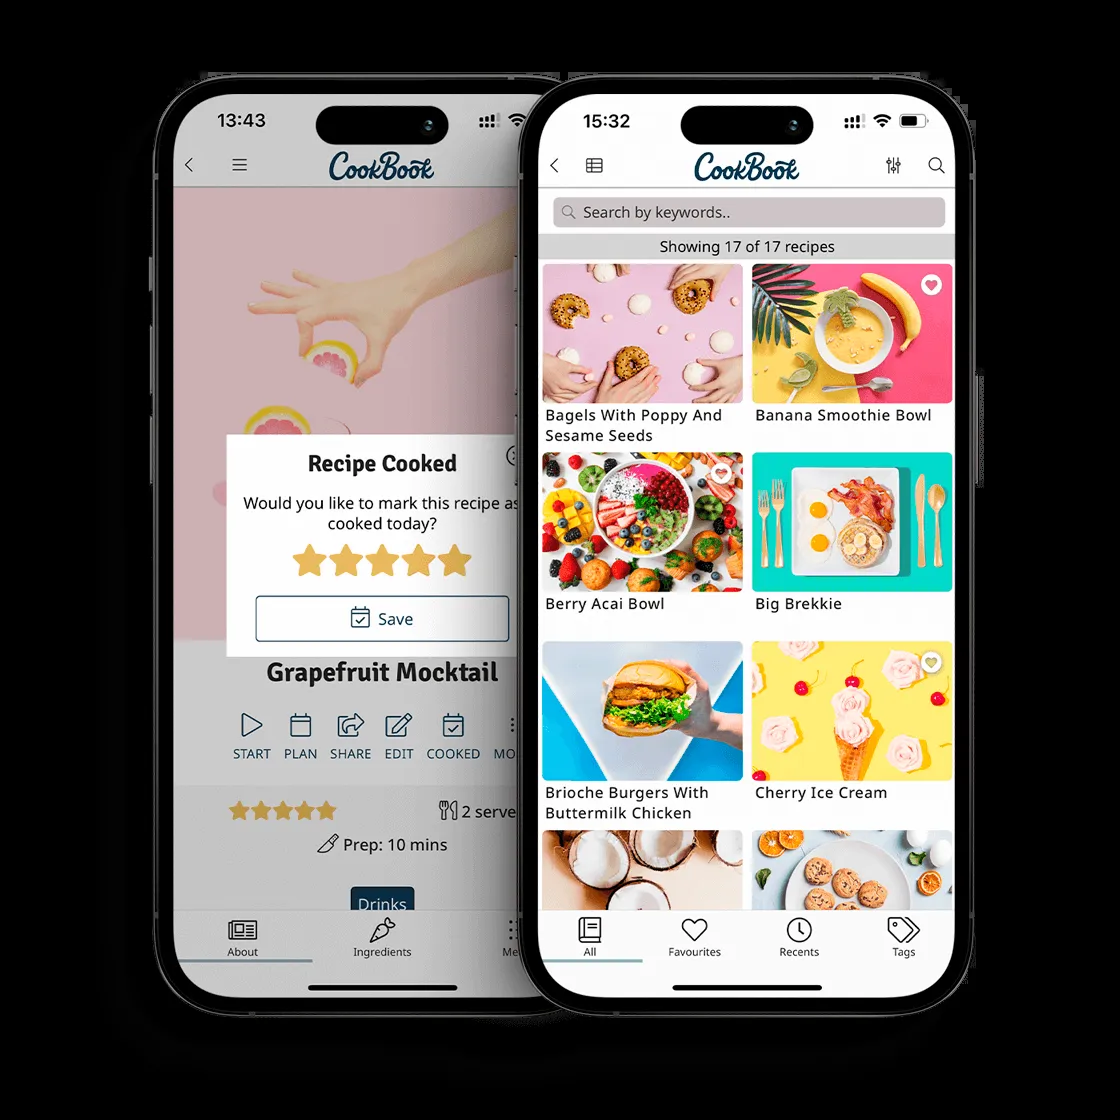 13:43
CookBook
Recipe Cooked
Would you like to mark this recipe as
cooked today?
Save
Grapefruit Mocktail
START PLAN SHARE EDIT COOKED MO
2 serve
Prep: 10 mins
Drinks
About Ingredients Me
15:32
CookBook
Search by keywords..
Showing 17 of 17 recipes
Bagels With Poppy And
Sesame Seeds
Banana Smoothie Bowl
Berry Acai Bowl
Big Brekkie
Brioche Burgers With
Buttermilk Chicken
Cherry Ice Cream
All Favourites Recents Tags